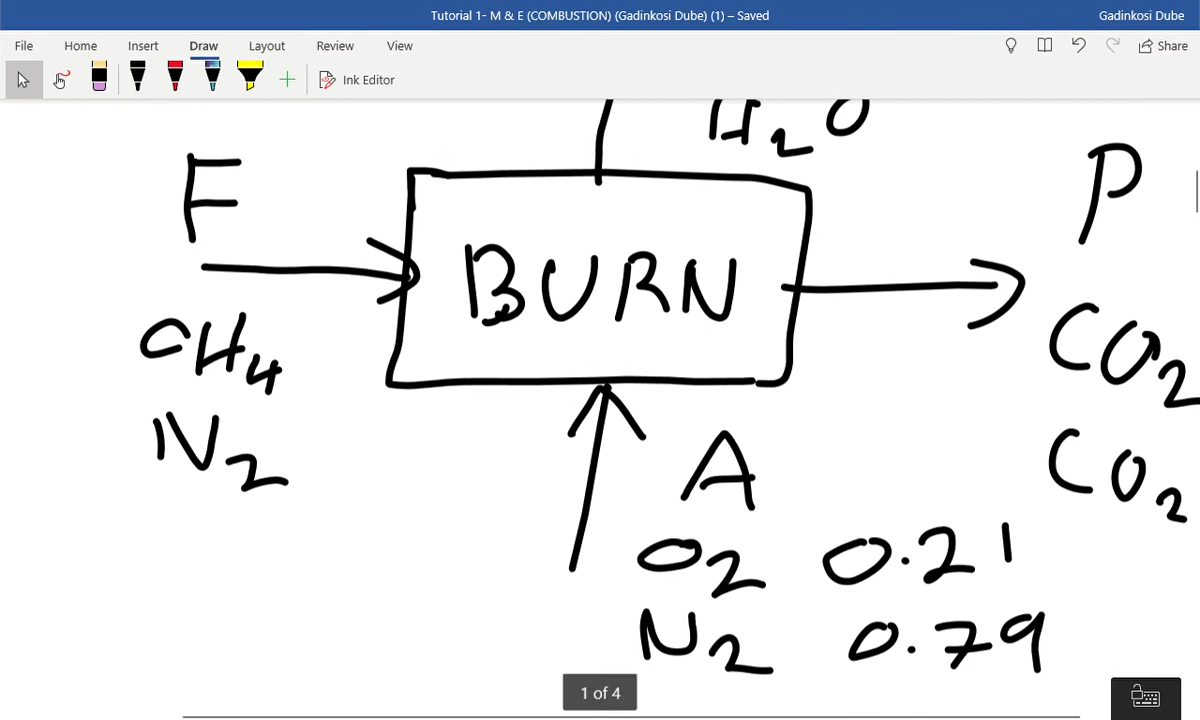 Tutorial 1- M & E (COMBUSTION) (Gadinkosi Dube) (1) – Saved
Gadinkosi Dube
File Home Insert Draw Layout Review View
Share
Ink Editor
H2O
F
P
BURN
CH4
CO2
N2
CO2
A
O2 0.21
N2 0.79
1 of 4